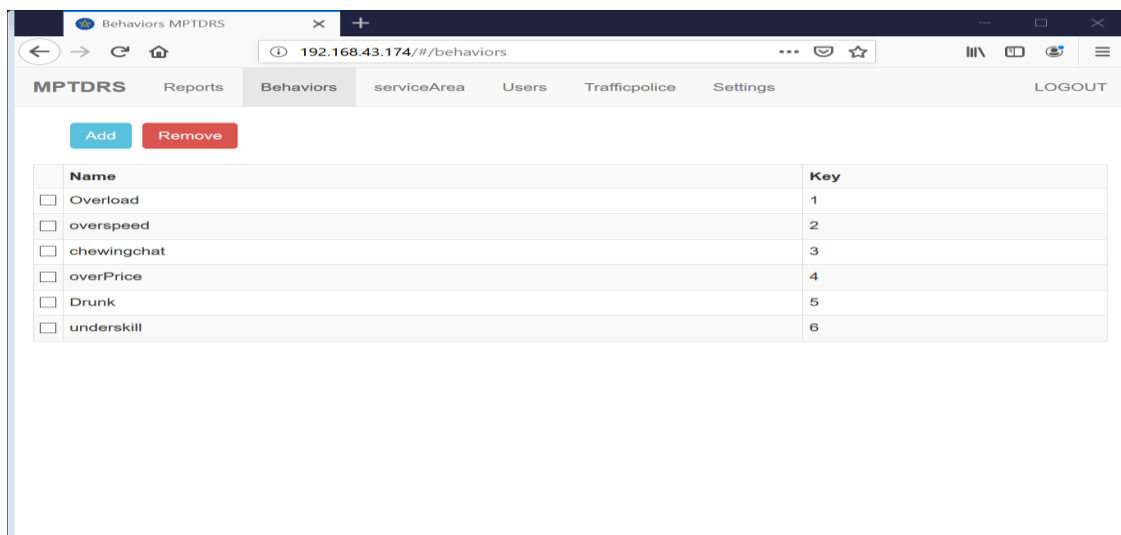 Behaviors MPTDRS
192.168.43.174/#/behaviors
MPTDRS Reports Behaviors serviceArea Users Trafficpolice Settings LOGOUT
Add Remove
Name Key
Overload 1
overspeed 2
chewingchat 3
overPrice 4
Drunk 5
underskill 6